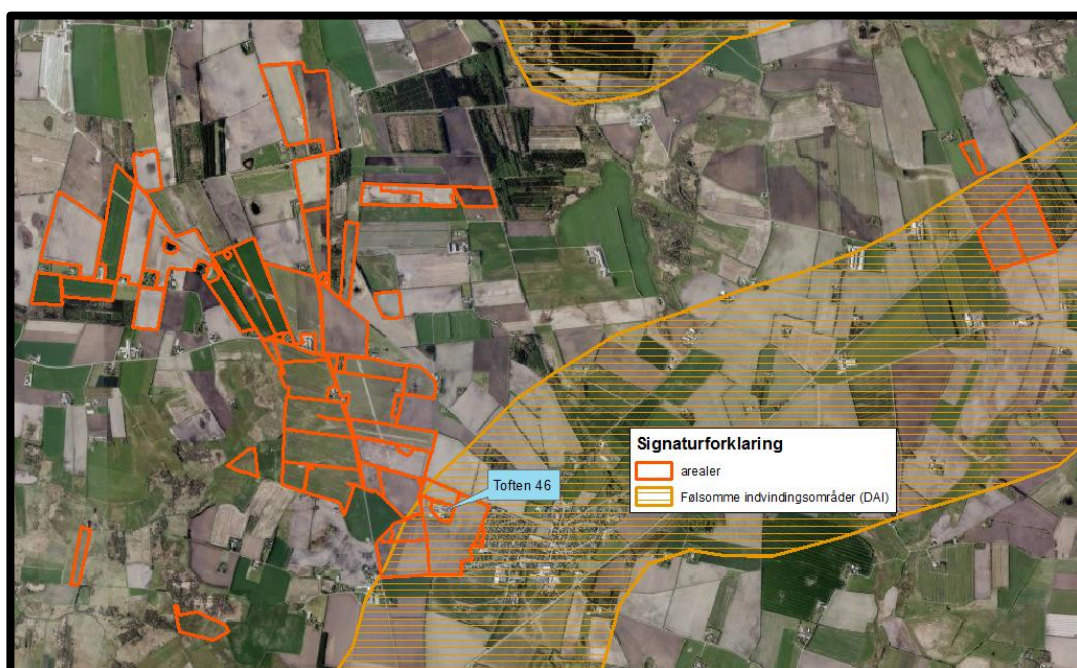 Signaturforklaring
arealer
Følsomme indvindingsområder (DAI)
Toften 46